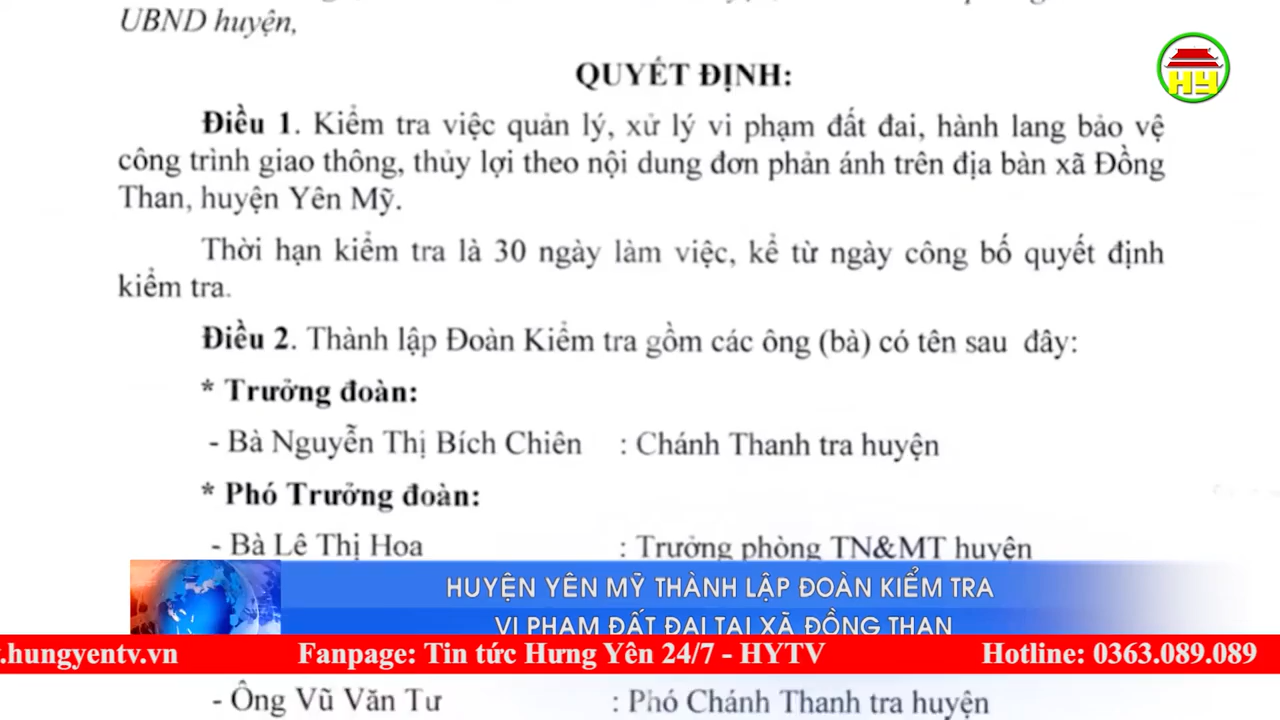 UBND huyện,
HY
QUYẾT ĐỊNH:
Điều 1. Kiểm tra việc quản lý, xử lý vi phạm đất đai, hành lang bảo vệ
công trình giao thông, thủy lợi theo nội dung đơn phản ánh trên địa bàn xã Đồng
Than, huyện Yên Mỹ.
Thời hạn kiểm tra là 30 ngày làm việc, kể từ ngày công bố quyết định
kiểm tra.
Điều 2. Thành lập Đoàn Kiểm tra gồm các ông (bà) có tên sau đây:
* Trưởng đoàn:
- Bà Nguyễn Thị Bích Chiên : Chánh Thanh tra huyện
* Phó Trưởng đoàn:
- Bà Lê Thị Hoa : Trưởng phòng TN&MT huyện
HUYỆN YÊN MỸ THÀNH LẬP ĐOÀN KIỂM TRA
VI PHẠM ĐẤT ĐAI TẠI XÃ ĐỒNG THAN
.hungyentv.vn Fanpage: Tin tức Hưng Yên 24/7 - HYTV Hotline: 0363.089.089
- Ông Vũ Văn Tư : Phó Chánh Thanh tra huyện